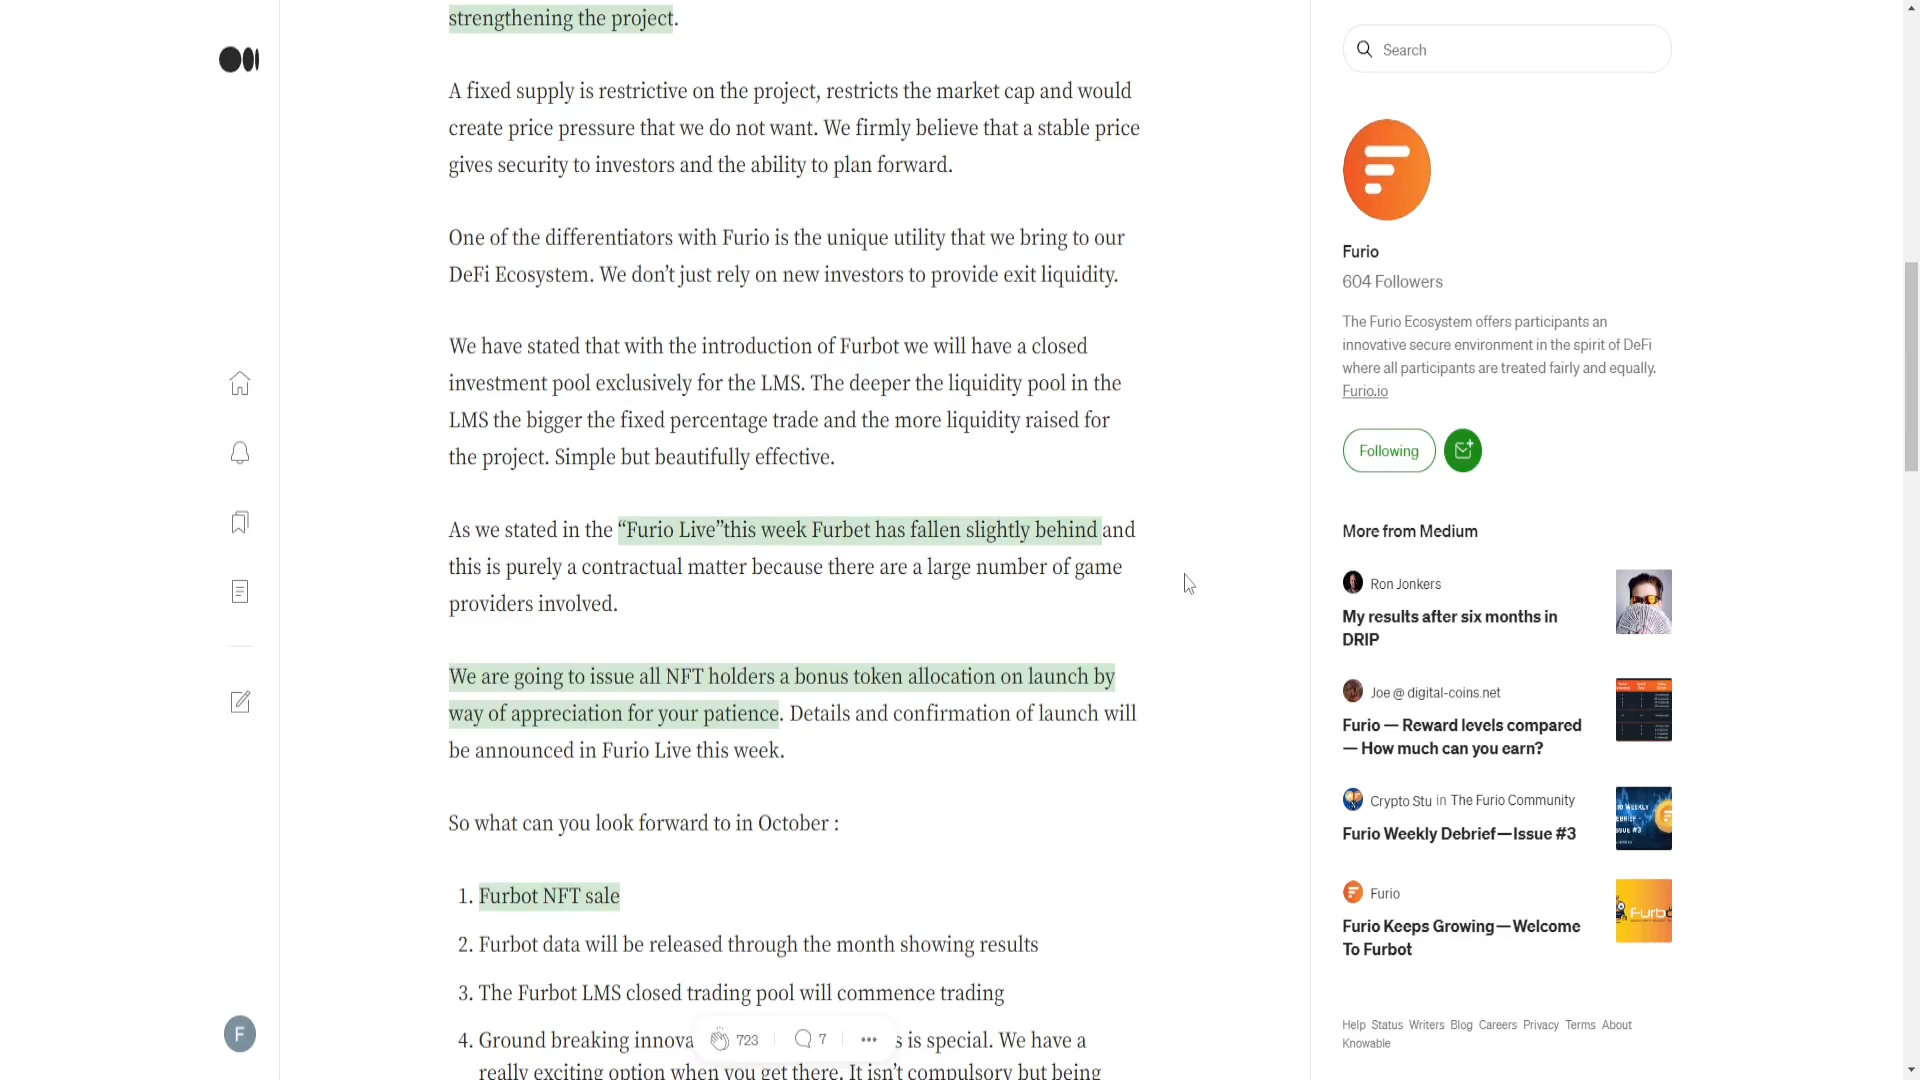 strengthening the project.
A fixed supply is restrictive on the project, restricts the market cap and would
create price pressure that we do not want. We firmly believe that a stable price
gives security to investors and the ability to plan forward.
One of the differentiators with Furio is the unique utility that we bring to our
DeFi Ecosystem. We don’t just rely on new investors to provide exit liquidity.
We have stated that with the introduction of Furbot we will have a closed
investment pool exclusively for the LMS. The deeper the liquidity pool in the
LMS the bigger the fixed percentage trade and the more liquidity raised for
the project. Simple but beautifully effective.
As we stated in the “Furio Live”this week Furbet has fallen slightly behind and
this is purely a contractual matter because there are a large number of game
providers involved.
We are going to issue all NFT holders a bonus token allocation on launch by
way of appreciation for your patience. Details and confirmation of launch will
be announced in Furio Live this week.
So what can you look forward to in October :
1. Furbot NFT sale
2. Furbot data will be released through the month showing results
3. The Furbot LMS closed trading pool will commence trading
4. Ground breaking innova s is special. We have a
really exciting option when you get there. It isn’t compulsory but being
723
7
F
Search
Furio
604 Followers
The Furio Ecosystem offers participants an
innovative secure environment in the spirit of DeFi
where all participants are treated fairly and equally.
Furio.io
Following
More from Medium
Ron Jonkers
My results after six months in
DRIP
Joe @ digital-coins.net
Furio — Reward levels compared
— How much can you earn?
Crypto Stu in The Furio Community
Furio Weekly Debrief — Issue #3
Furio
Furio Keeps Growing — Welcome
To Furbot
Help Status Writers Blog Careers Privacy Terms About
Knowable